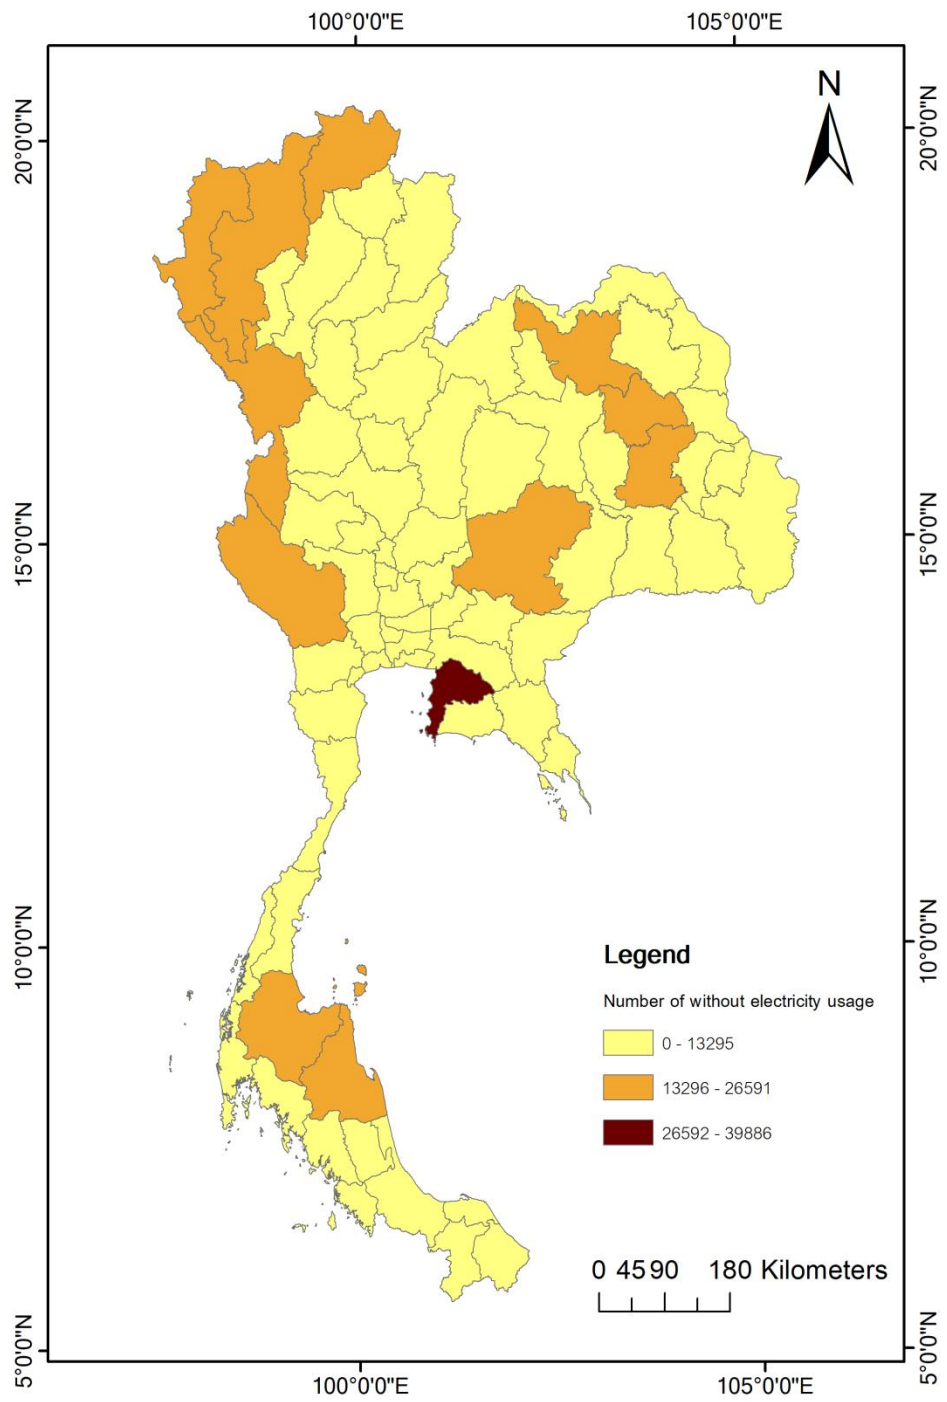 100°0'0"E 105°0'0"E
N
20°0'0"N 20°0'0"N
15°0'0"N 15°0'0"N
10°0'0"N 10°0'0"N
Legend
Number of without electricity usage
0 - 13295
13296 - 26591
26592 - 39886
0 45 90 180 Kilometers
5°0'0"N 5°0'0"N
100°0'0"E 105°0'0"E